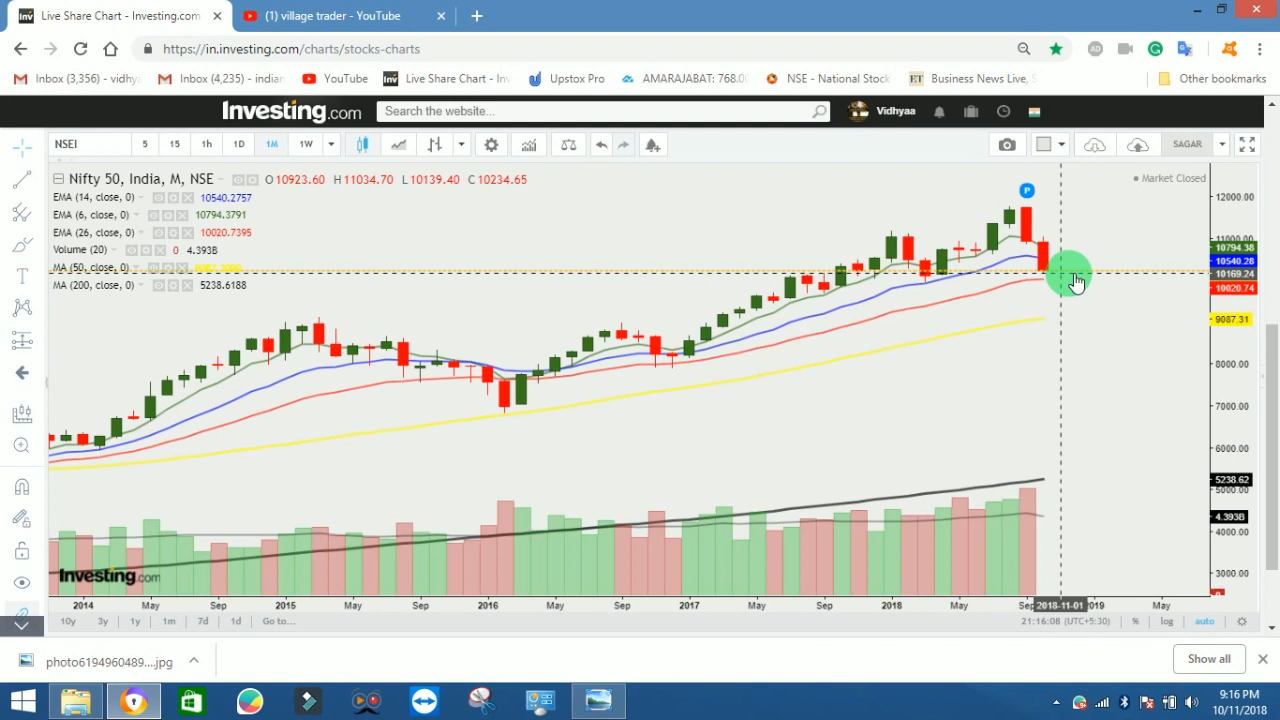 Live Share Chart - Investing.com
(1) village trader - YouTube
https://in.investing.com/charts/stocks-charts
Inbox (3,356) - vidhy
Inbox (4,235) - indian
YouTube
Live Share Chart - Inv
Upstox Pro
AMARAJABAT: 768.0
NSE - National Stock
Business News Live, S
Other bookmarks
Investing.com
Search the website...
Vidhyaa
NSEI 5 15 1h 1D 1M 1W
SAGAR
Nifty 50, India, M, NSE O 10923.60 H 11034.70 L 10139.40 C 10234.65
Market Closed
EMA (14, close, 0) 10540.2757
EMA (6, close, 0) 10794.3791
EMA (26, close, 0) 10020.7395
Volume (20) 0 4.393B
MA (50, close, 0)
MA (200, close, 0) 5238.6188
P
12000.00
11000.00
10794.38
10540.28
10169.24
10020.74
9087.31
8000.00
7000.00
6000.00
5238.62
5000.00
4.393B
3000.00
Investing.com
2014 May Sep 2015 May Sep 2016 May Sep 2017 May Sep 2018 May Sep 2018-11-01 2019 May
10y 3y 1y 1m 7d 1d Go to...
21:16:08 (UTC+5:30) % log auto
photo6194960489....jpg
Show all
9:16 PM
10/11/2018